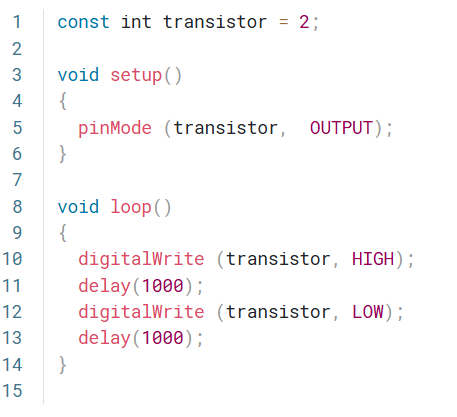 1 const int transistor = 2;
2
3 void setup()
4 {
5   pinMode (transistor,  OUTPUT);
6 }
7
8 void loop()
9 {
10   digitalWrite (transistor, HIGH);
11   delay(1000);
12   digitalWrite (transistor, LOW);
13   delay(1000);
14 }
15